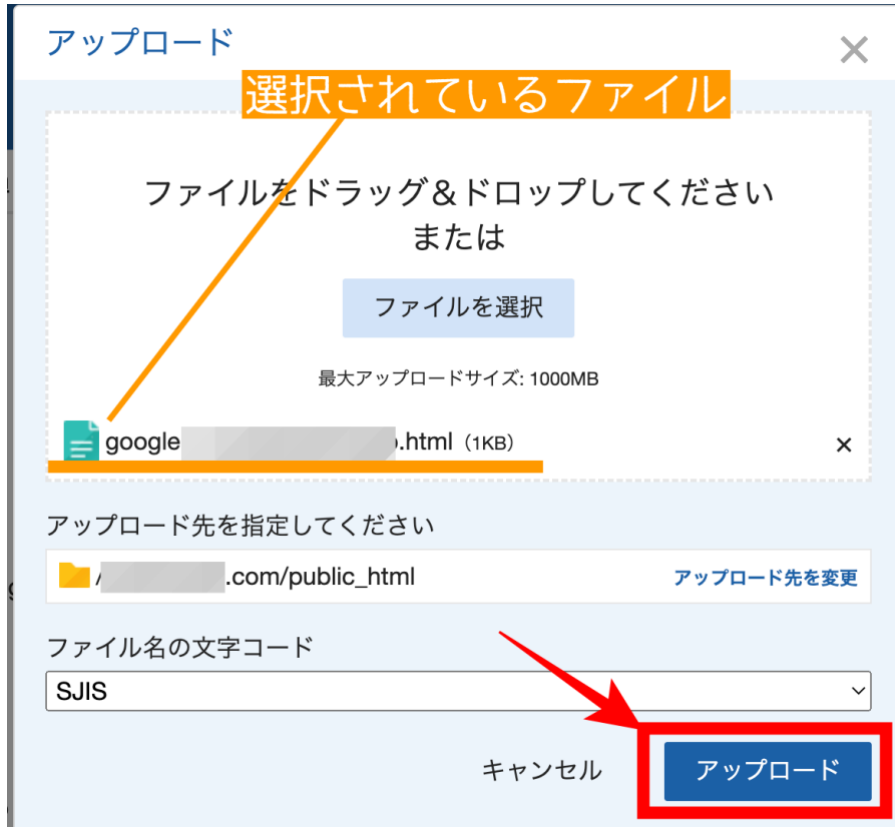 アップロード
選択されているファイル
ファイルをドラッグ&ドロップしてください
または
ファイルを選択
最大アップロードサイズ: 1000MB
google .html（1KB）
アップロード先を指定してください
/ .com/public_html アップロード先を変更
ファイル名の文字コード
SJIS
キャンセル アップロード